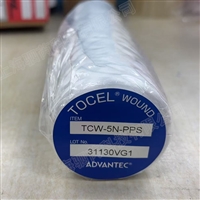 TOCEL® WOUND
ITEM
TCW-5N-PPS
LOT No.
31130VG1
ADVANTEC®